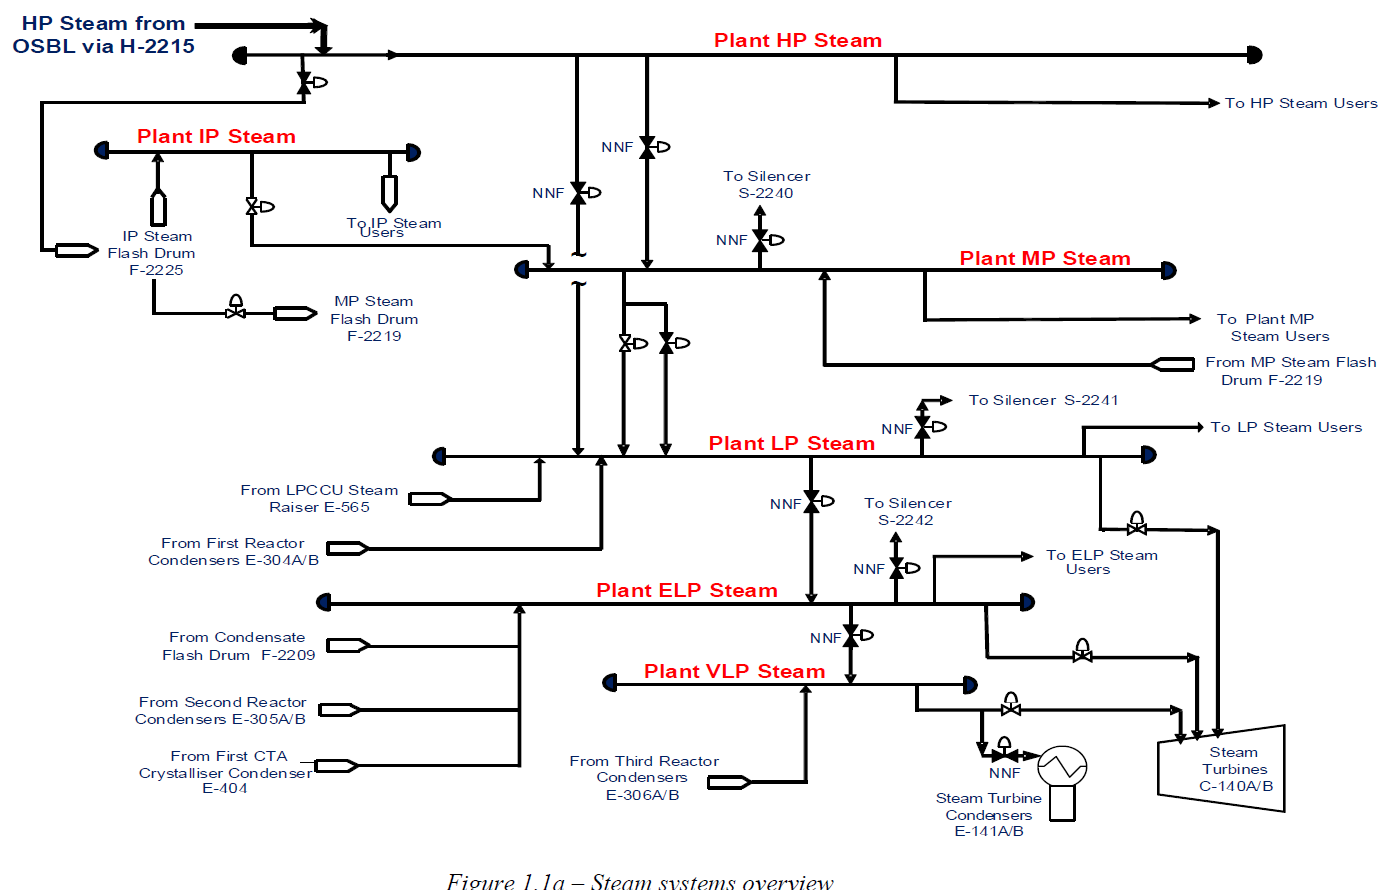 HP Steam from
OSBL via H-2215
Plant HP Steam
To HP Steam Users
Plant IP Steam
NNF
To Silencer
S-2240
NNF
To IP Steam
Users
IP Steam
Flash Drum
F-2225
NNF
~
Plant MP Steam
~
MP Steam
Flash Drum
F-2219
To Plant MP
Steam Users
From MP Steam Flash
Drum F-2219
To Silencer S-2241
NNF
To LP Steam Users
Plant LP Steam
From LPCCU Steam
Raiser E-565
NNF
To Silencer
S-2242
From First Reactor
Condensers E-304A/B
NNF
To ELP Steam
Users
Plant ELP Steam
From Condensate
Flash Drum F-2209
NNF
Plant VLP Steam
From Second Reactor
Condensers E-305A/B
From First CTA
Crystalliser Condenser
E-404
From Third Reactor
Condensers
E-306A/B
NNF
Steam Turbine
Condensers
E-141A/B
Steam
Turbines
C-140A/B
Figure 1.1a – Steam systems overview